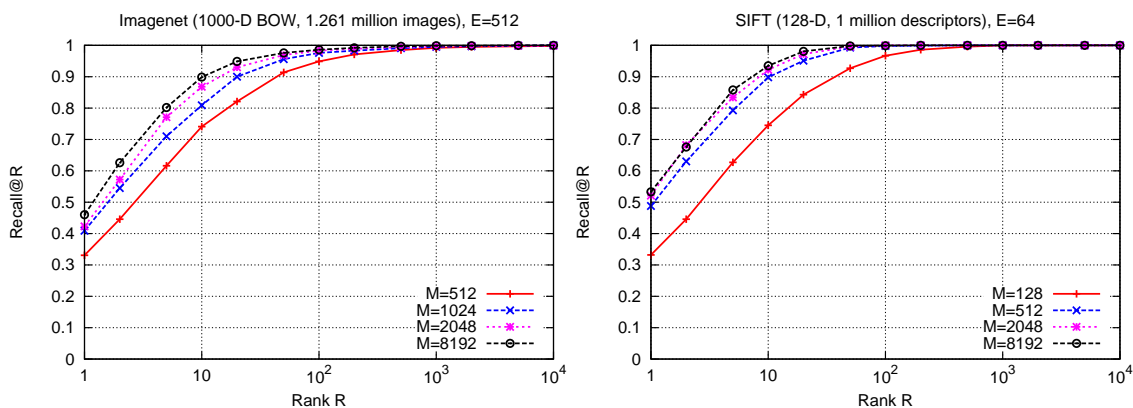 Imagenet (1000-D BOW, 1.261 million images), E=512
Recall@R
1
0.9
0.8
0.7
0.6
0.5
0.4
0.3
0.2
0.1
0
1
10
10^2
10^3
10^4
Rank R
M=512
M=1024
M=2048
M=8192
SIFT (128-D, 1 million descriptors), E=64
Recall@R
1
0.9
0.8
0.7
0.6
0.5
0.4
0.3
0.2
0.1
0
1
10
10^2
10^3
10^4
Rank R
M=128
M=512
M=2048
M=8192